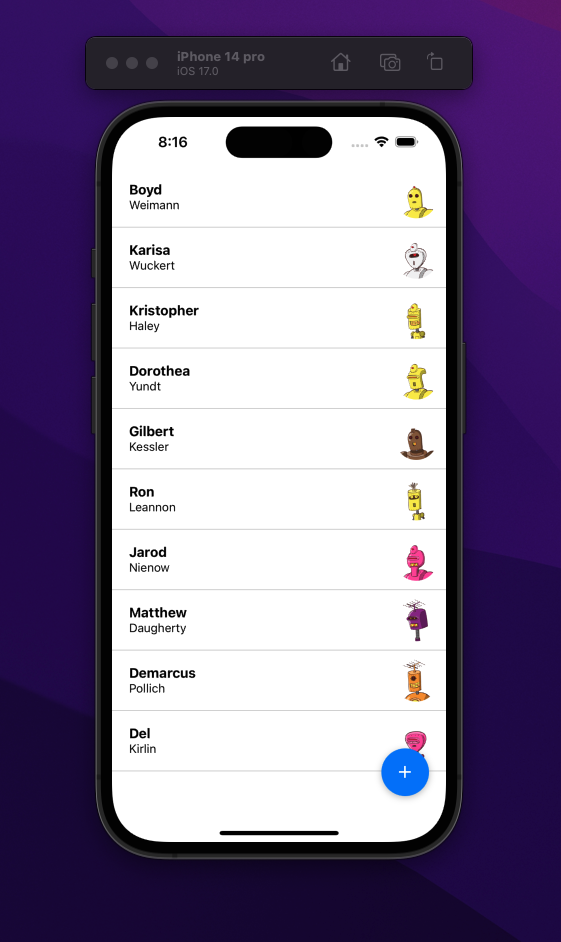 iPhone 14 pro
iOS 17.0
8:16
Boyd
Weimann
Karisa
Wuckert
Kristopher
Haley
Dorothea
Yundt
Gilbert
Kessler
Ron
Leannon
Jarod
Nienow
Matthew
Daugherty
Demarcus
Pollich
Del
Kirlin
+